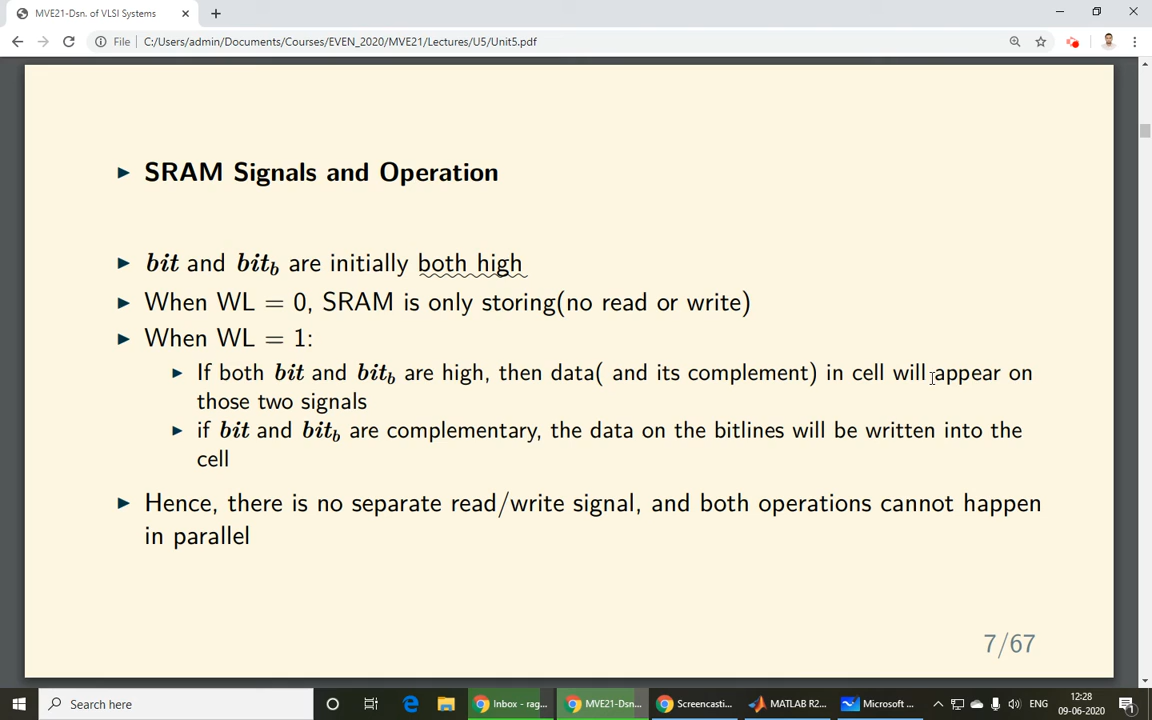 MVE21-Dsn. of VLSI Systems
File C:/Users/admin/Documents/Courses/EVEN_2020/MVE21/Lectures/U5/Unit5.pdf
SRAM Signals and Operation
bit and bit_b are initially both high
When WL = 0, SRAM is only storing(no read or write)
When WL = 1:
If both bit and bit_b are high, then data( and its complement) in cell will appear on
those two signals
if bit and bit_b are complementary, the data on the bitlines will be written into the
cell
Hence, there is no separate read/write signal, and both operations cannot happen
in parallel
7/67
Search here
Inbox - rag...
MVE21-Dsn...
Screencasti...
MATLAB R2...
Microsoft ...
ENG
12:28
09-06-2020
1